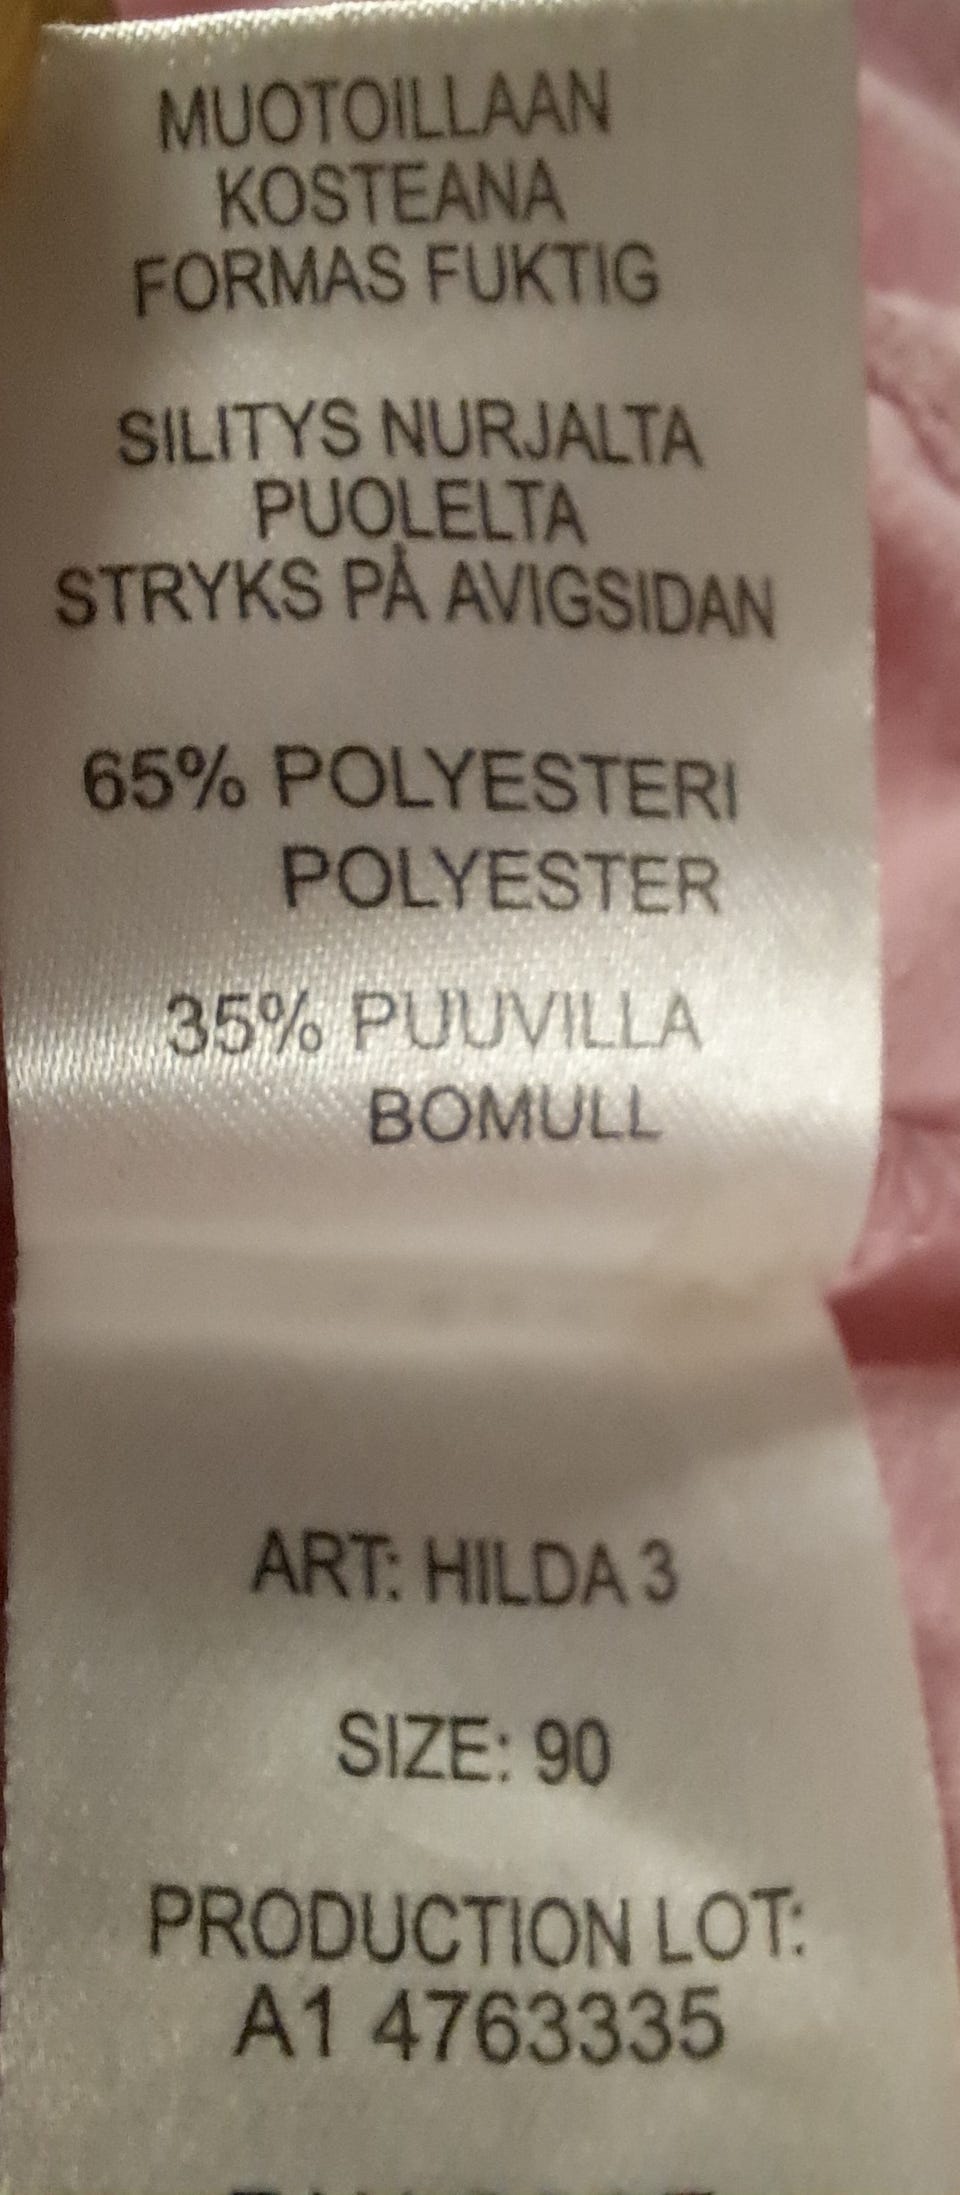 MUOTOILLAAN
KOSTEANA
FORMAS FUKTIG
SILITYS NURJALTA
PUOLELTA
STRYKS PÅ AVIGSIDAN
65% POLYESTERI
POLYESTER
35% PUUVILLA
BOMULL
ART: HILDA 3
SIZE: 90
PRODUCTION LOT:
A1 4763335